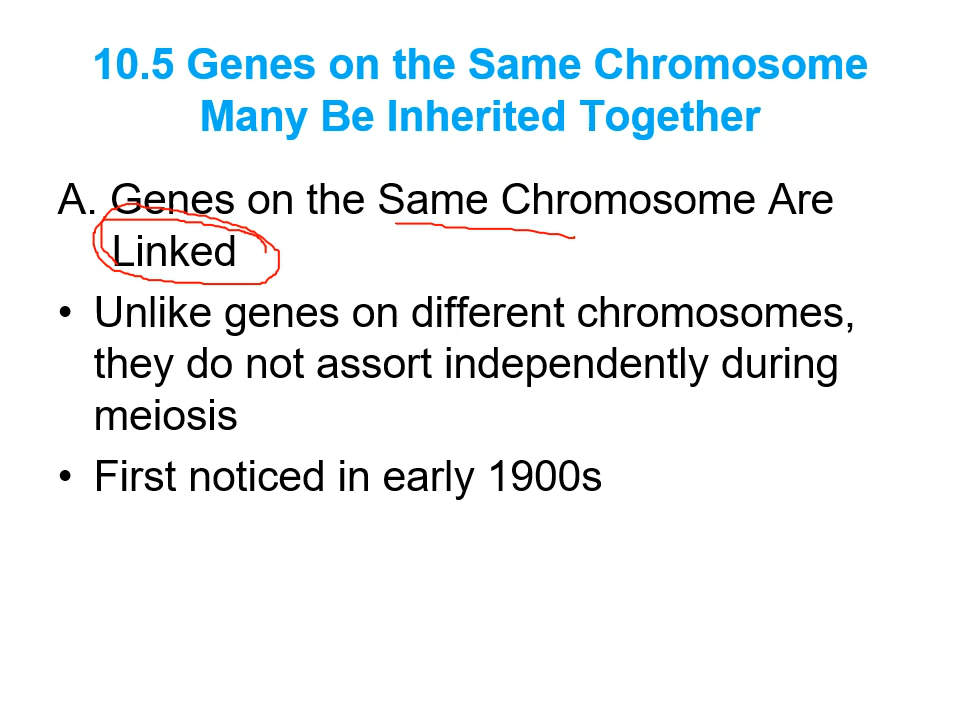 10.5 Genes on the Same Chromosome
Many Be Inherited Together
A. Genes on the Same Chromosome Are
Linked
• Unlike genes on different chromosomes,
they do not assort independently during
meiosis
• First noticed in early 1900s